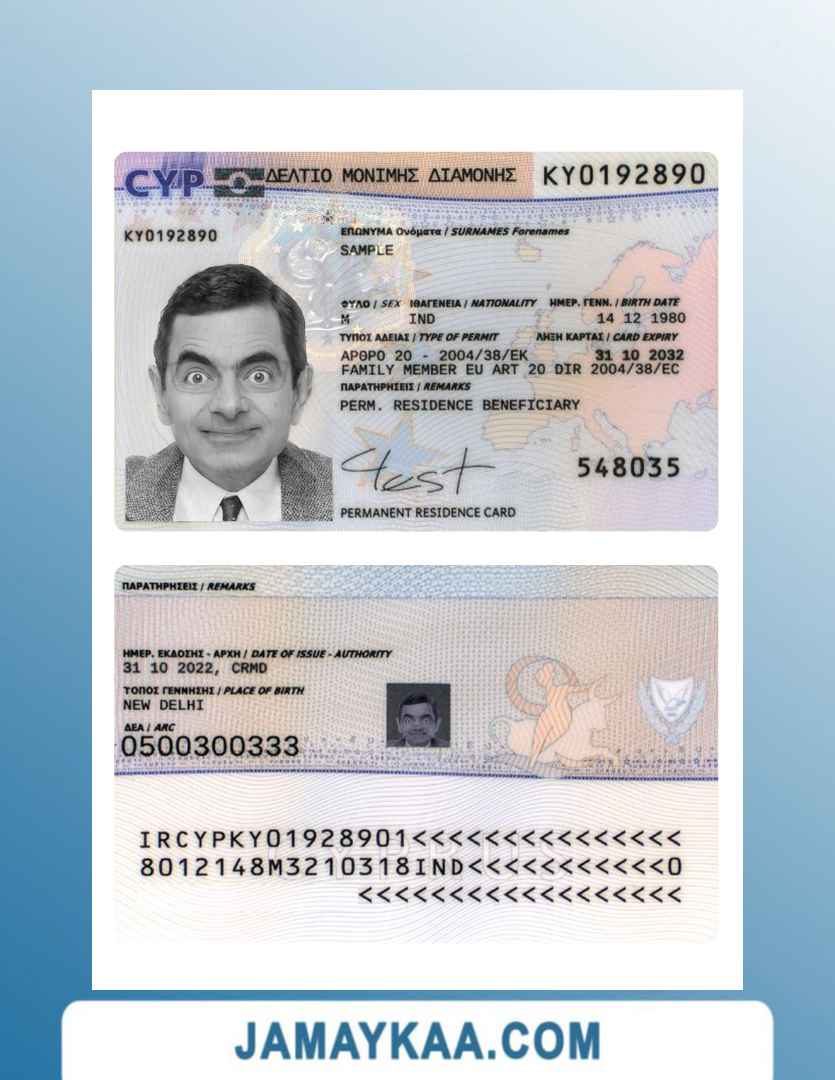 CYP ΔΕΛΤΙΟ ΜΟΝΙΜΗΣ ΔΙΑΜΟΝΗΣ KY0192890
KY0192890
ΕΠΩΝΥΜΑ Ονόματα / SURNAMES Forenames
SAMPLE
ΦΥΛΟ / SEX ΙΘΑΓΕΝΕΙΑ / NATIONALITY ΗΜΕΡ. ΓΕΝΝ. / BIRTH DATE
M IND 14 12 1980
ΤΥΠΟΣ ΑΔΕΙΑΣ / TYPE OF PERMIT ΛΗΞΗ ΚΑΡΤΑΣ / CARD EXPIRY
ΑΡΘΡΟ 20 - 2004/38/ΕΚ 31 10 2032
FAMILY MEMBER EU ART 20 DIR 2004/38/EC
ΠΑΡΑΤΗΡΗΣΕΙΣ / REMARKS
PERM. RESIDENCE BENEFICIARY
test
548035
PERMANENT RESIDENCE CARD
ΠΑΡΑΤΗΡΗΣΕΙΣ / REMARKS
ΗΜΕΡ. ΕΚΔΟΣΗΣ - ΑΡΧΗ / DATE OF ISSUE - AUTHORITY
31 10 2022, CRMD
ΤΟΠΟΣ ΓΕΝΝΗΣΗΣ / PLACE OF BIRTH
NEW DELHI
ΔΕΑ / ARC
0500300333
IRCYPKY01928901<<<<<<<<<<<<<<<
8012148M3210318IND<<<<<<<<<<<0
<<<<<<<<<<<<<<<<<<
JAMAYKAA.COM